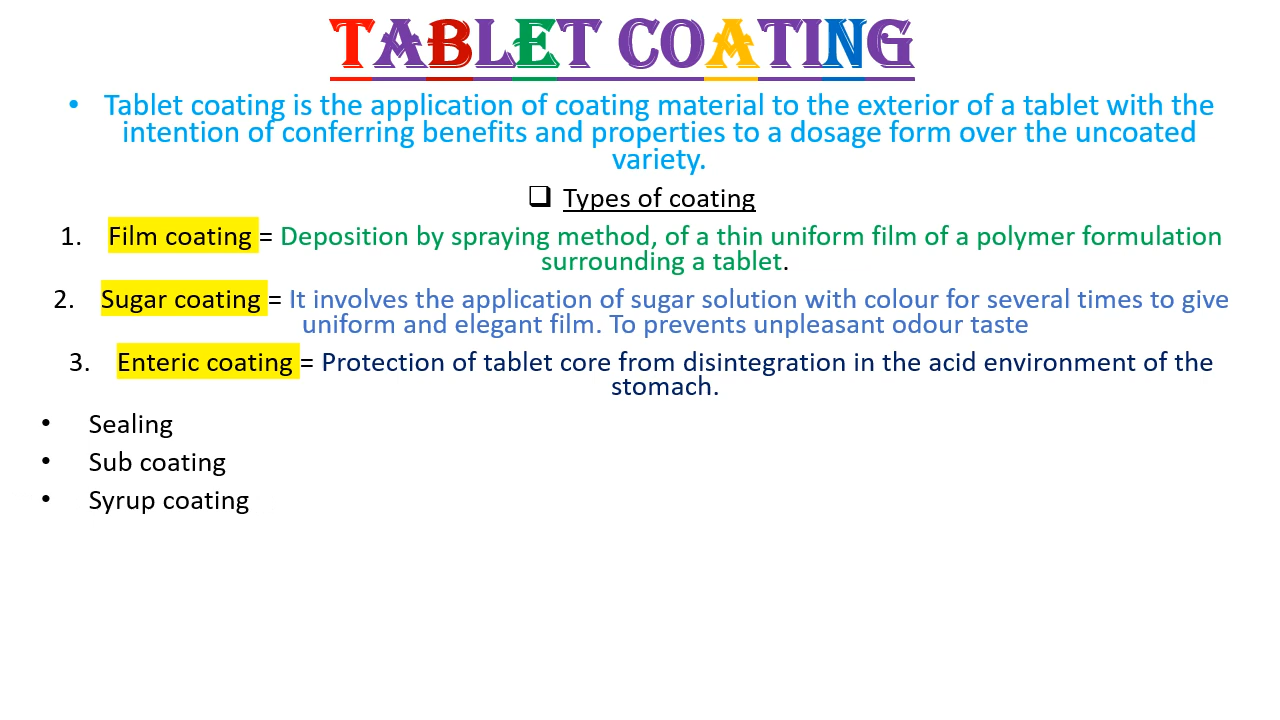 TABLET COATING
• Tablet coating is the application of coating material to the exterior of a tablet with the
intention of conferring benefits and properties to a dosage form over the uncoated
variety.
❑ Types of coating
1. Film coating = Deposition by spraying method, of a thin uniform film of a polymer formulation
surrounding a tablet.
2. Sugar coating = It involves the application of sugar solution with colour for several times to give
uniform and elegant film. To prevents unpleasant odour taste
3. Enteric coating = Protection of tablet core from disintegration in the acid environment of the
stomach.
• Sealing
• Sub coating
• Syrup coating